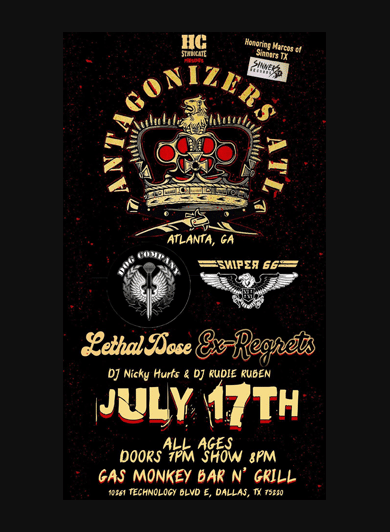 HC
SYNDICATE
Honoring Marcos of
Sinners TX
SINNERS
ANTAGONIZERS ATL
ATLANTA, GA
DOG COMPANY
SNIPER 66
Lethal Dose Ex-Regrets
DJ Nicky Hurts & DJ RUDIE RUBEN
JULY 17TH
ALL AGES
DOORS 7PM SHOW 8PM
GAS MONKEY BAR N' GRILL
10261 TECHNOLOGY BLVD E, DALLAS, TX 75220